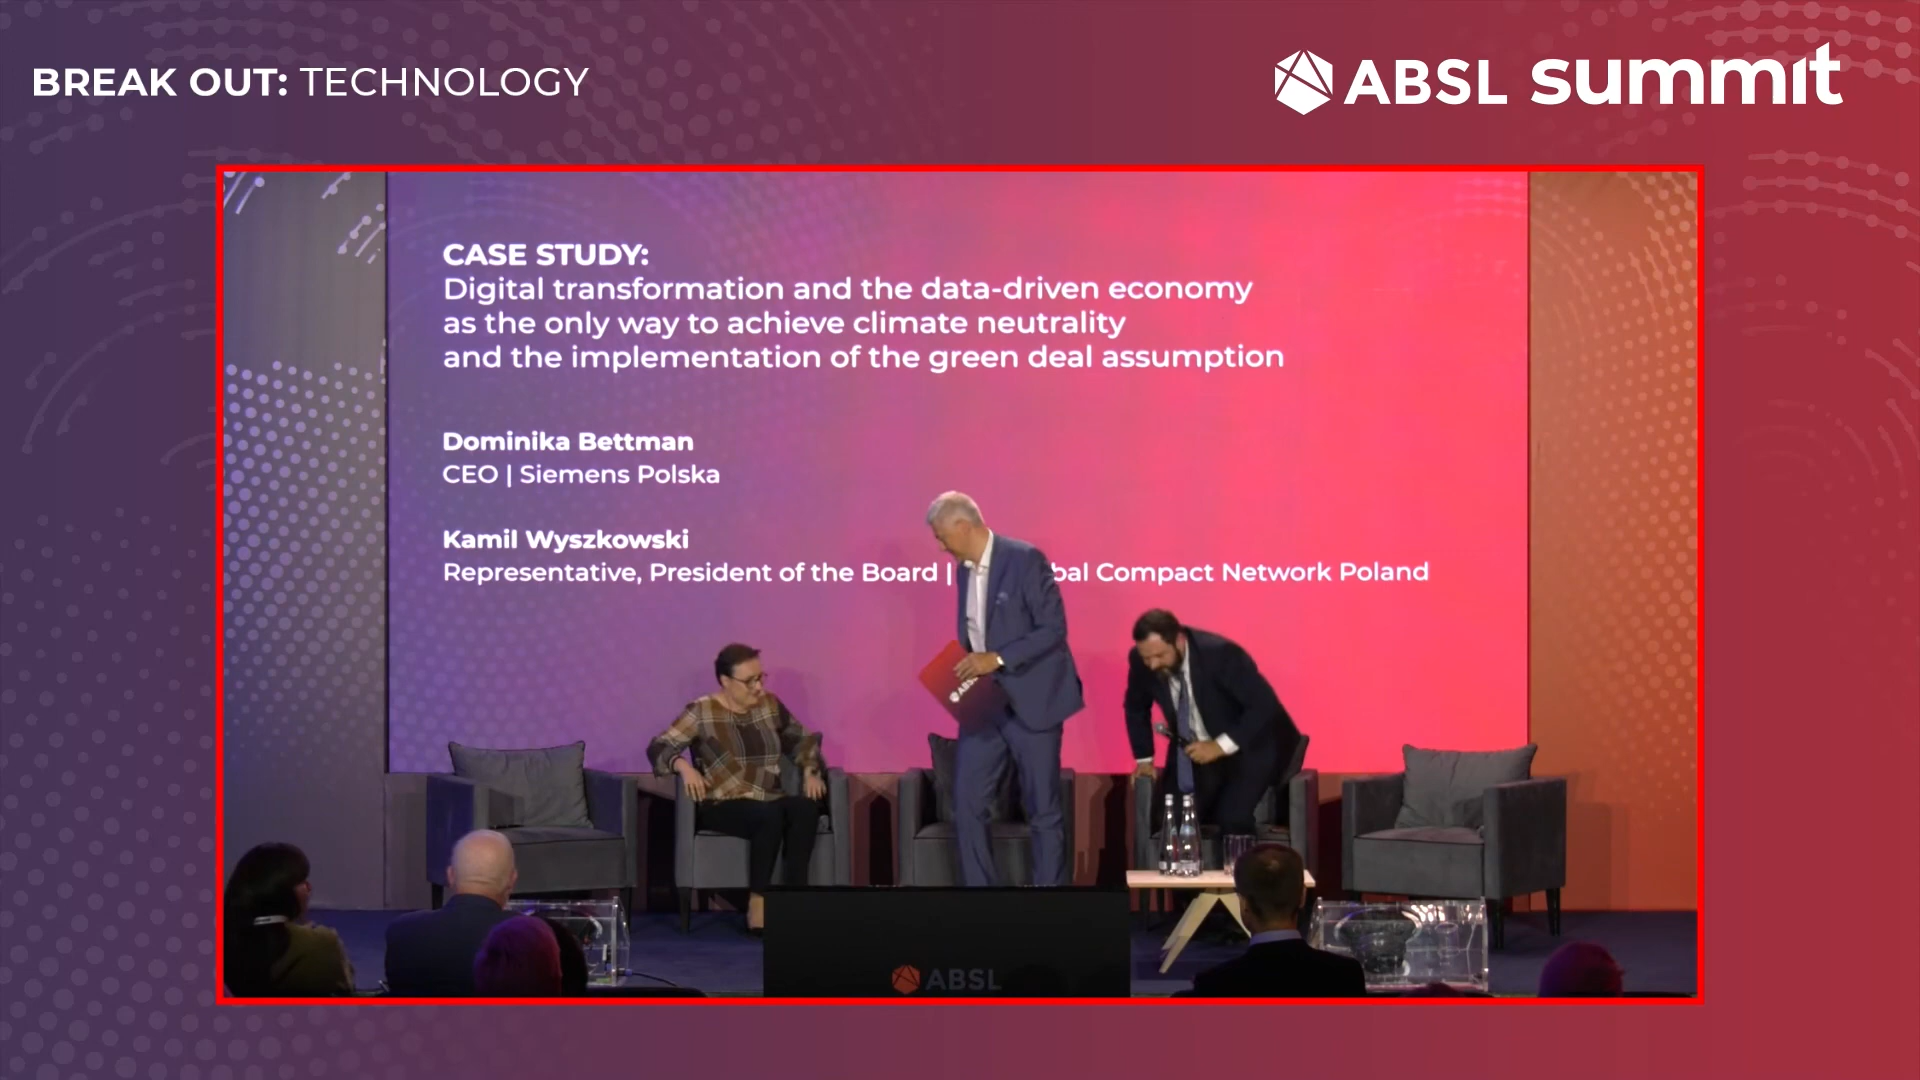 BREAK OUT: TECHNOLOGY
ABSL summit
CASE STUDY:
Digital transformation and the data-driven economy
as the only way to achieve climate neutrality
and the implementation of the green deal assumption
Dominika Bettman
CEO | Siemens Polska
Kamil Wyszkowski
Representative, President of the Board | bal Compact Network Poland
ABSL